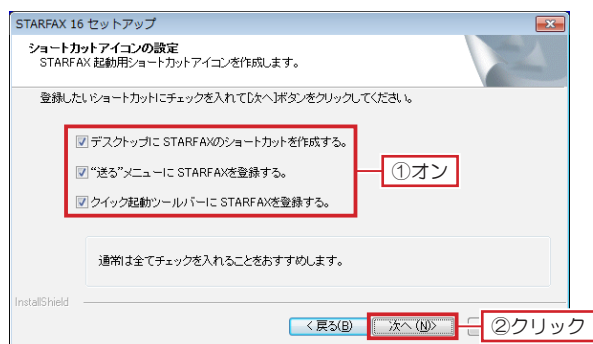 STARFAX 16 セットアップ
ショートカットアイコンの設定
STARFAX 起動用ショートカットアイコンを作成します。
登録したいショートカットにチェックを入れて[次へ]ボタンをクリックしてください。
デスクトップに STARFAXのショートカットを作成する。
“送る”メニューに STARFAXを登録する。
①オン
クイック起動ツールバーに STARFAXを登録する。
通常は全てチェックを入れることをおすすめします。
InstallShield
< 戻る(B)
次へ(N)>
②クリック